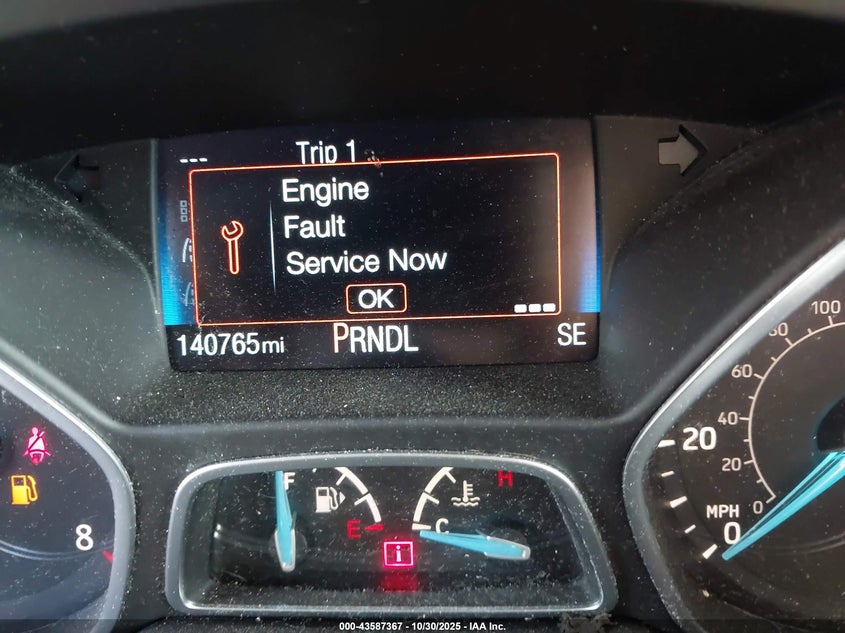 --- Trip 1
Engine
Fault
Service Now
OK
140765mi PRNDL SE
8
F
E
C
H
i
100
80
60
40
20
0
20
MPH 0
000-43587367 - 10/30/2025 - IAA Inc.